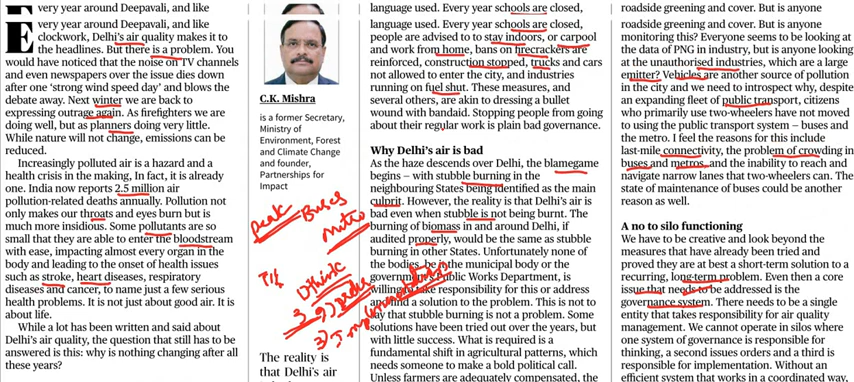 very year around Deepavali, and like
Every year around Deepavali, and like
clockwork, Delhi's air quality makes it
to the headlines. But there is a problem. You
would have noticed that the noise on TV channels
and even newspapers over the issue dies down
after one 'strong wind speed day' and blows the
debate away. Next winter we are back to
expressing outrage again. As firefighters we are
doing well, but as planners doing very little.
While nature will not change, emissions can be
reduced.
Increasingly polluted air is a hazard and a
health crisis in the making, In fact, it is already
one. India now reports 2.5 million air
pollution-related deaths annually. Pollution not
only makes our throats and eyes burn but is
much more insidious. Some pollutants are so
small that they are able to enter the bloodstream
with ease, impacting almost every organ in the
body and leading to the onset of health issues
such as stroke, heart diseases, respiratory
diseases and cancer, to name just a few serious
health problems. It is not just about good air. It is
about life.
While a lot has been written and said about
Delhi's air quality, the question that still has to be
answered is this: why is nothing changing after all
these years?
C.K. Mishra
is a former Secretary,
Ministry of
Environment, Forest
and Climate Change
and founder,
Partnerships for
Impact
Peak
Buses
Metro
The reality is
that Delhi's air
language used. Every year schools are closed,
language used. Every year schools are closed,
people are advised to to stay indoors, or carpool
and work from home, bans on firecrackers are
reinforced, construction stopped, trucks and cars
not allowed to enter the city, and industries
running on fuel shut. These measures, and
several others, are akin to dressing a bullet
wound with bandaid. Stopping people from going
about their regular work is plain bad governance.
Why Delhi's air is bad
As the haze descends over Delhi, the blamegame
begins – with stubble burning in the
neighbouring States being identified as the main
culprit. However, the reality is that Delhi's air is
bad even when stubble is not being burnt. The
burning of biomass in and around Delhi, if
audited properly, would be the same as stubble
burning in other States. Unfortunately none of
the bodies, be in the municipal body or the
government's Public Works Department, is
willing to take responsibility for this or address
and find a solution to the problem. This is not to
say that stubble burning is not a problem. Some
solutions have been tried out over the years, but
with little success. What is required is a
fundamental shift in agricultural patterns, which
needs someone to make a bold political call.
Unless farmers are adequately compensated, the
roadside greening and cover. But is anyone
roadside greening and cover. But is anyone
monitoring this? Everyone seems to be looking at
the data of PNG in industry, but is anyone looking
at the unauthorised industries, which are a large
emitter? Vehicles are another source of pollution
in the city and we need to introspect why, despite
an expanding fleet of public transport, citizens
who primarily use two-wheelers have not moved
to using the public transport system – buses and
the metro. I feel the reasons for this include
last-mile connectivity, the problem of crowding in
buses and metros, and the inability to reach and
navigate narrow lanes that two-wheelers can. The
state of maintenance of buses could be another
reason as well.
A no to silo functioning
We have to be creative and look beyond the
measures that have already been tried and
proved they are at best a short-term solution to a
recurring, long-term problem. Even then a core
issue that needs to be addressed is the
governance system. There needs to be a single
entity that takes responsibility for air quality
management. We cannot operate in silos where
one system of governance is responsible for
thinking, a second issues orders and a third is
responsible for implementation. Without an
efficient system that works in a coordinated way,